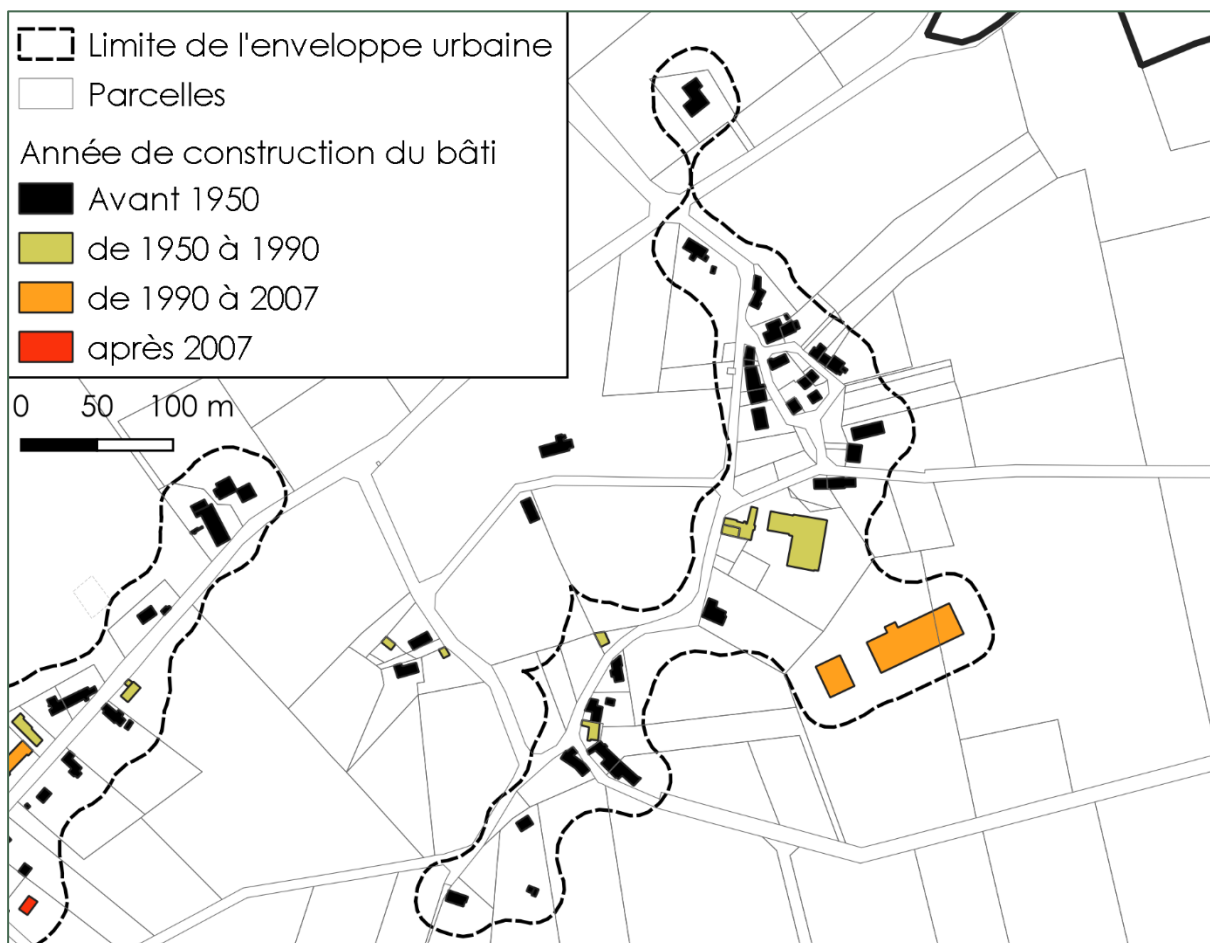 Limite de l'enveloppe urbaine
Parcelles
Année de construction du bâti
Avant 1950
de 1950 à 1990
de 1990 à 2007
après 2007
0 50 100 m